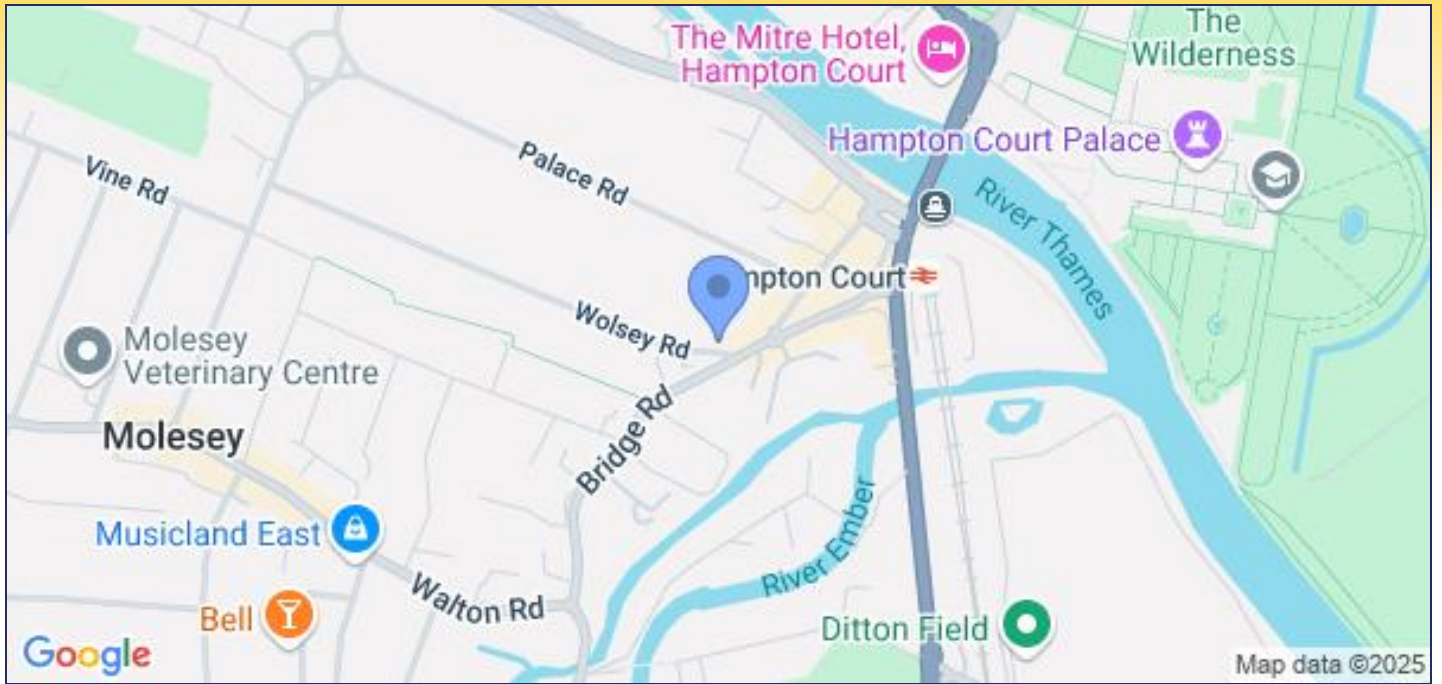 The
Wilderness
The Mitre Hotel,
Hampton Court
Hampton Court Palace
Palace Rd
Vine Rd
River Thames
mpton Court
Wolsey Rd
Molesey
Veterinary Centre
Bridge Rd
Molesey
River Ember
Musicland East
Walton Rd
Bell
Ditton Field
Google
Map data ©2025